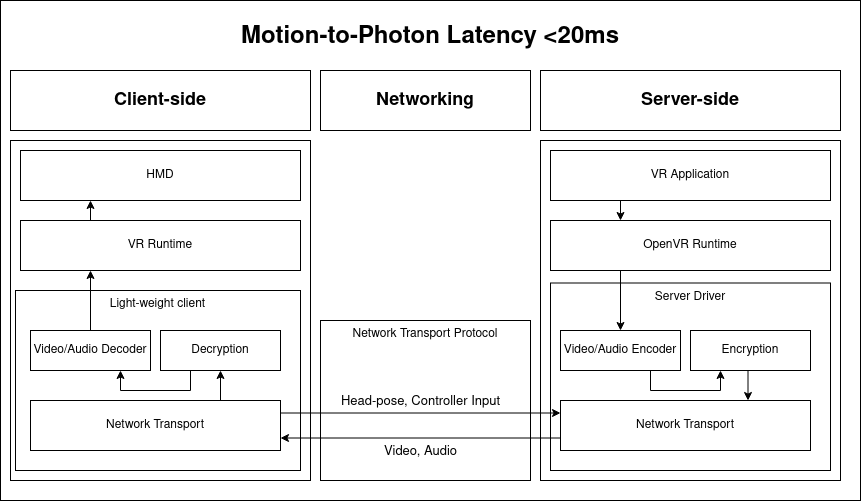 Motion-to-Photon Latency <20ms
Client-side
Networking
Server-side
HMD
VR Runtime
Light-weight client
Video/Audio Decoder
Decryption
Network Transport
Network Transport Protocol
Head-pose, Controller Input
Video, Audio
VR Application
OpenVR Runtime
Server Driver
Video/Audio Encoder
Encryption
Network Transport